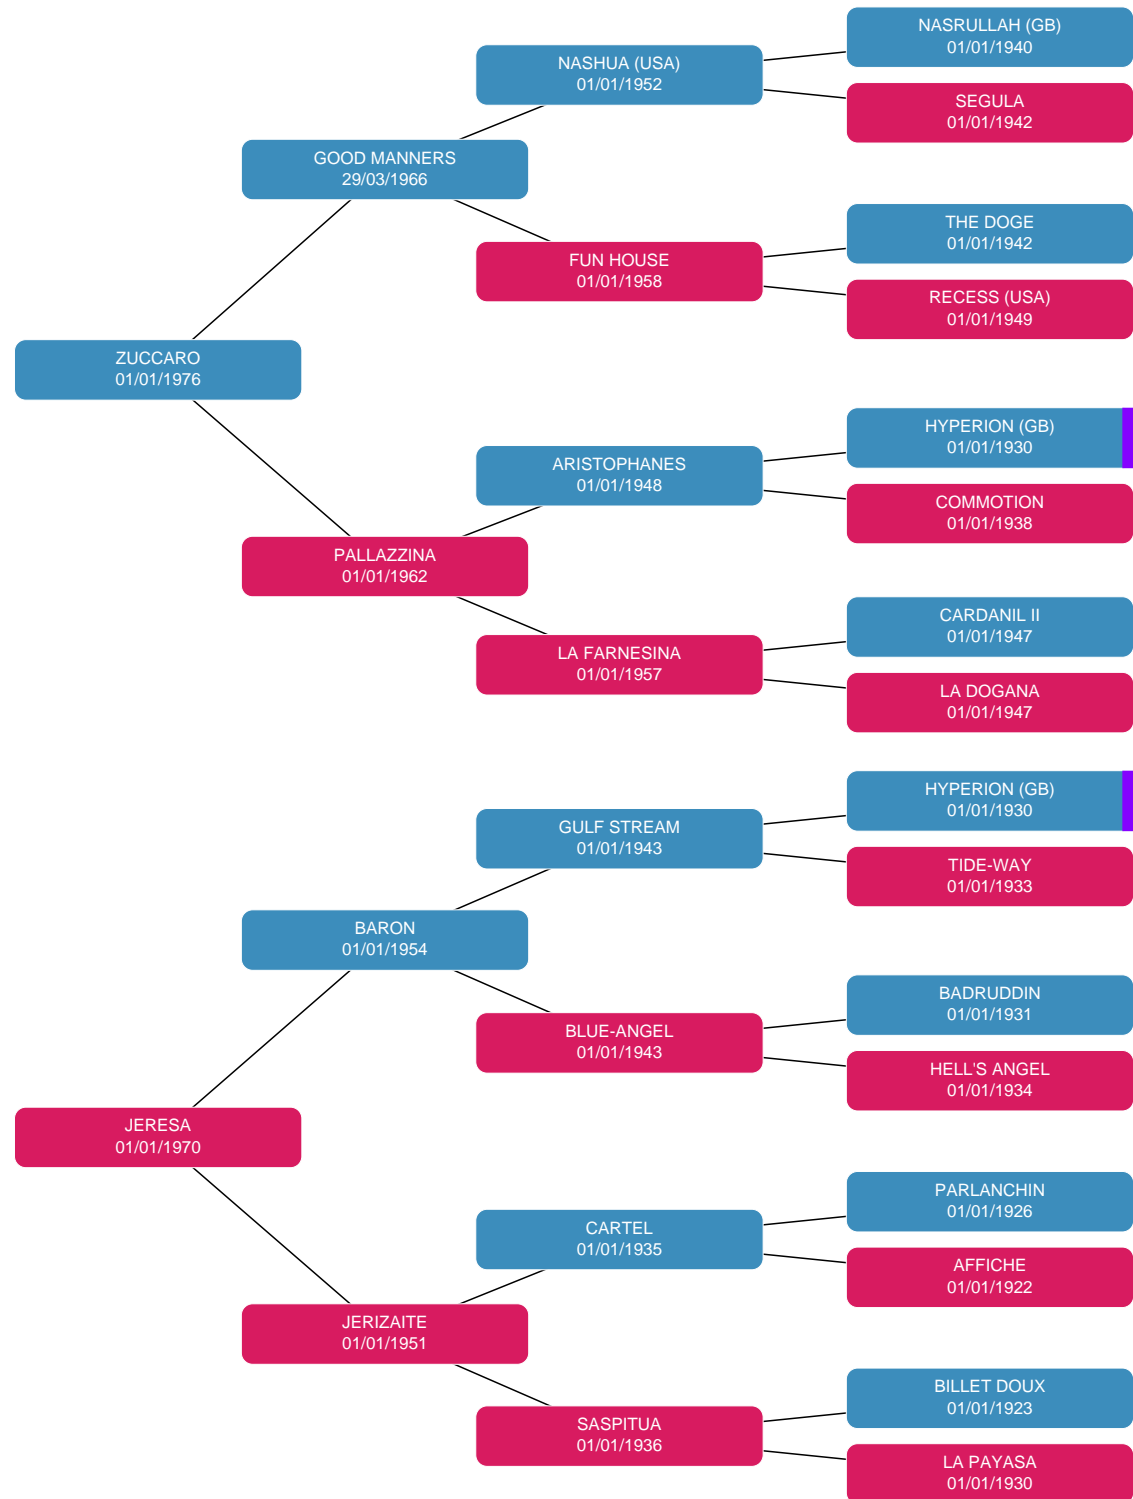 NASRULLAH (GB)
01/01/1940
NASHUA (USA)
01/01/1952
SEGULA
01/01/1942
GOOD MANNERS
29/03/1966
THE DOGE
01/01/1942
FUN HOUSE
01/01/1958
RECESS (USA)
01/01/1949
ZUCCARO
01/01/1976
HYPERION (GB)
01/01/1930
ARISTOPHANES
01/01/1948
COMMOTION
01/01/1938
PALLAZZINA
01/01/1962
CARDANIL II
01/01/1947
LA FARNESINA
01/01/1957
LA DOGANA
01/01/1947
HYPERION (GB)
01/01/1930
GULF STREAM
01/01/1943
TIDE-WAY
01/01/1933
BARON
01/01/1954
BADRUDDIN
01/01/1931
BLUE-ANGEL
01/01/1943
HELL'S ANGEL
01/01/1934
JERESA
01/01/1970
PARLANCHIN
01/01/1926
CARTEL
01/01/1935
AFFICHE
01/01/1922
JERIZAITE
01/01/1951
BILLET DOUX
01/01/1923
SASPITUA
01/01/1936
LA PAYASA
01/01/1930